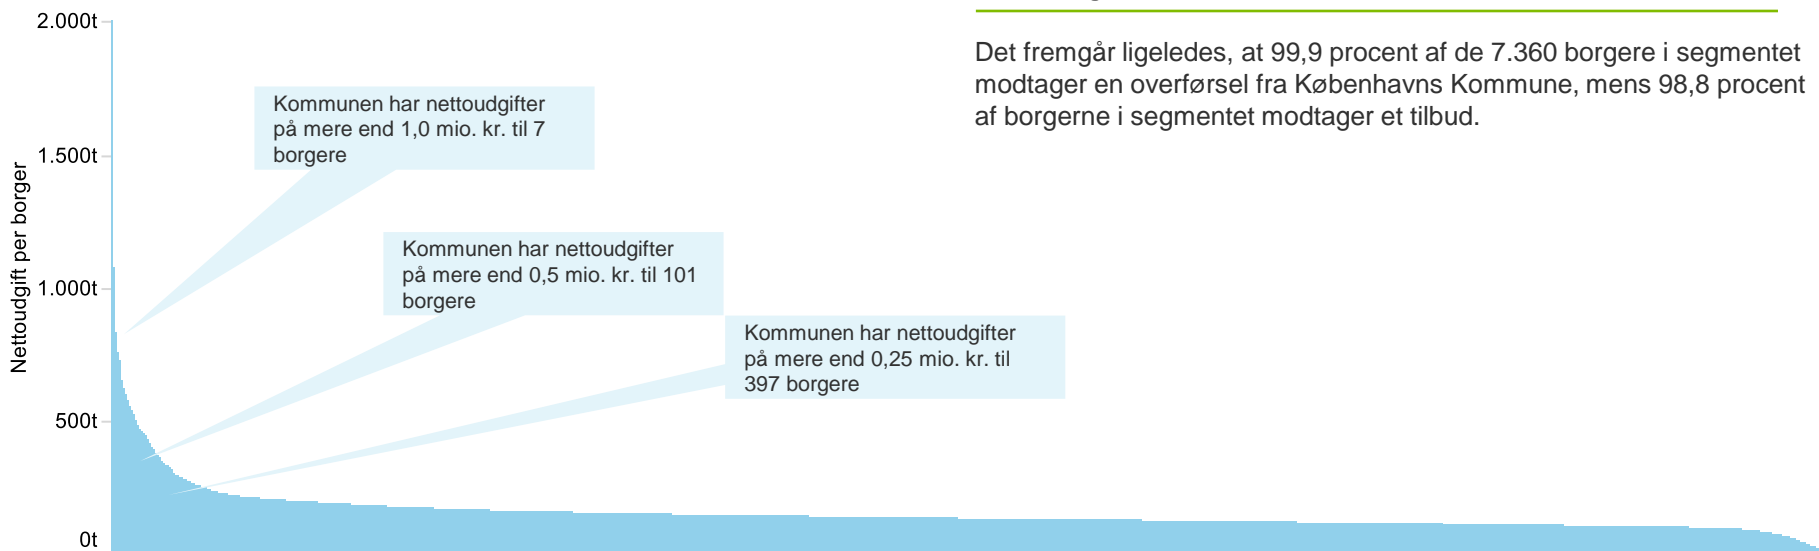 Det fremgår ligeledes, at 99,9 procent af de 7.360 borgere i segmentet
modtager en overførsel fra Københavns Kommune, mens 98,8 procent
af borgerne i segmentet modtager et tilbud.
Nettoudgift per borger
2.000t
1.500t
1.000t
500t
0t
Kommunen har nettoudgifter
på mere end 1,0 mio. kr. til 7
borgere
Kommunen har nettoudgifter
på mere end 0,5 mio. kr. til 101
borgere
Kommunen har nettoudgifter
på mere end 0,25 mio. kr. til
397 borgere